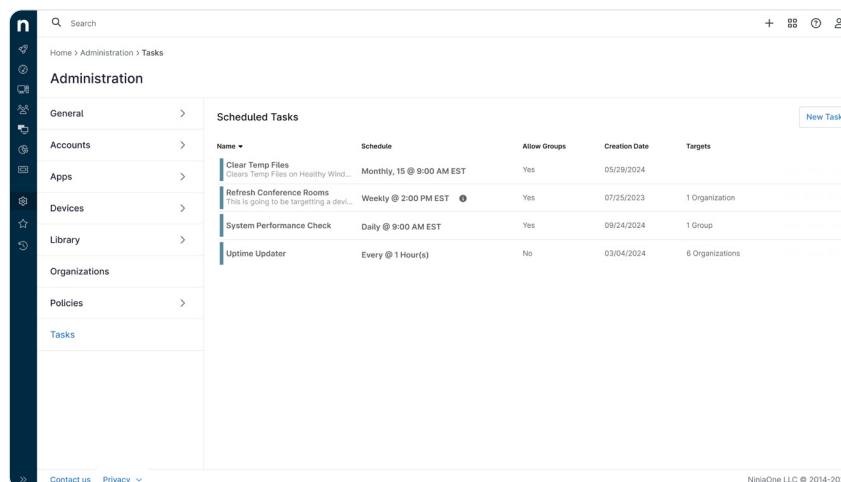 n
Search
Home > Administration > Tasks
Administration
General
Accounts
Apps
Devices
Library
Organizations
Policies
Tasks
Scheduled Tasks
New Task
Name Schedule Allow Groups Creation Date Targets
Clear Temp Files
Clears Temp Files on Healthy Wind...
Monthly, 15 @ 9:00 AM EST Yes 05/29/2024
Refresh Conference Rooms
This is going to be targetting a devi...
Weekly @ 2:00 PM EST Yes 07/25/2023 1 Organization
System Performance Check Daily @ 9:00 AM EST Yes 09/24/2024 1 Group
Uptime Updater Every @ 1 Hour(s) No 03/04/2024 6 Organizations
Contact us Privacy
NinjaOne LLC © 2014-20